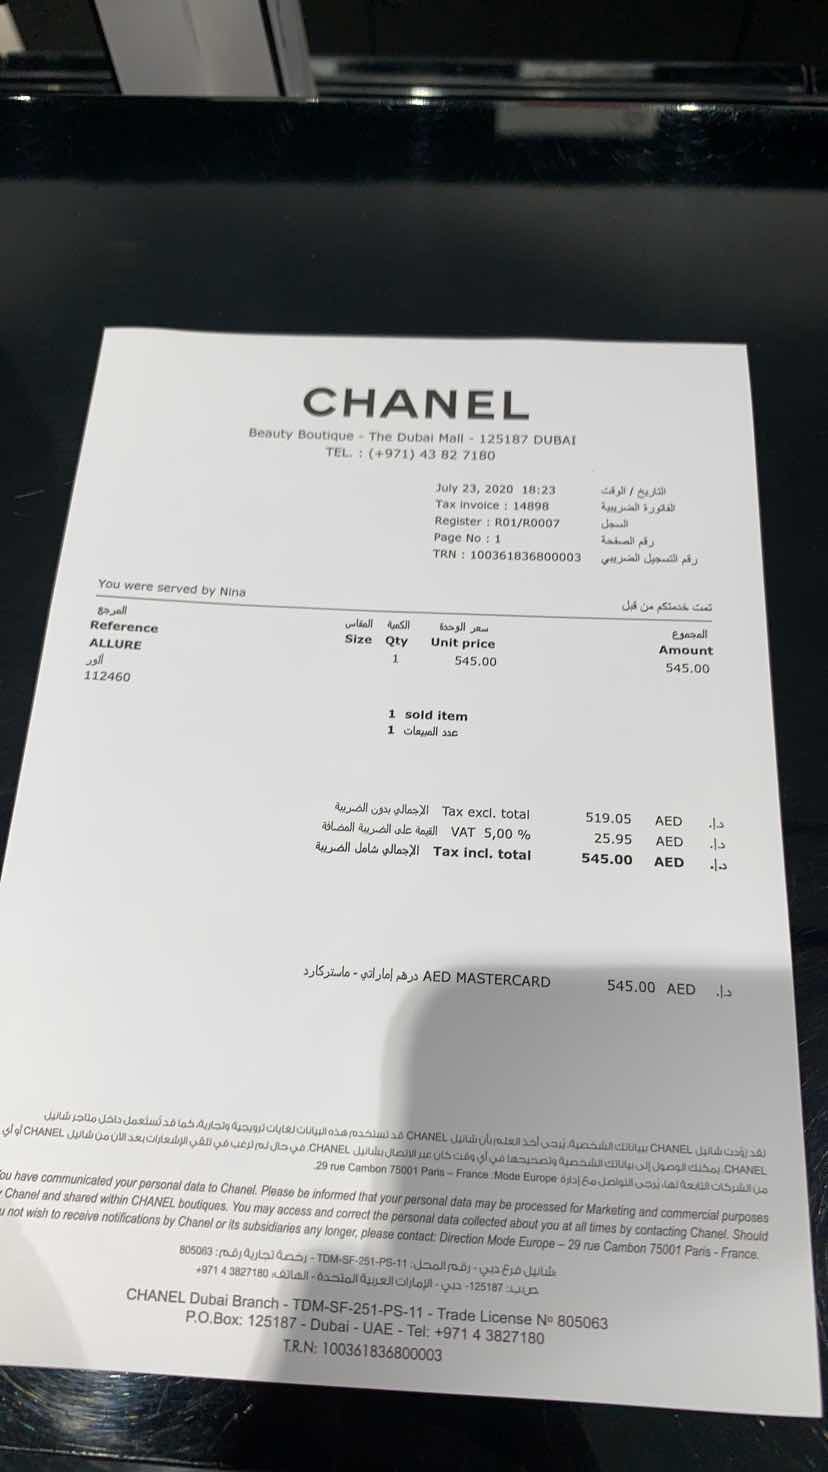 CHANEL
Beauty Boutique - The Dubai Mall - 125187 DUBAI
TEL. : (+971) 43 82 7180
July 23, 2020 18:23 التاريخ / الوقت
Tax invoice : 14898 الفاتورة الضريبية
Register : R01/R0007 السجل
Page No : 1 رقم الصفحة
TRN : 100361836800003 رقم التسجيل الضريبي
You were served by Nina تمت خدمتكم من قبل
المرجع المقاس الكمية سعر الوحدة المجموع
Reference Size Qty Unit price Amount
ALLURE 1 545.00 545.00
ألور
112460
1 sold item
1 عدد المبيعات
الإجمالي بدون الضريبة Tax excl. total 519.05 AED د.إ.
القيمة على الضريبة المضافة VAT 5,00 % 25.95 AED د.إ.
الإجمالي شامل الضريبة Tax incl. total 545.00 AED د.إ.
درهم إماراتي - ماستركارد AED MASTERCARD 545.00 AED د.إ.
لقد زودت شانيل CHANEL ببياناتك الشخصية. يُرجى أخذ العلم بأن شانيل CHANEL قد تستخدم هذه البيانات لغايات ترويجية وتجارية، كما قد تُستعمل داخل متاجر شانيل
CHANEL. يمكنك الوصول إلى بياناتك الشخصية وتصحيحها في أي وقت كان عبر الاتصال بشانيل CHANEL. في حال لم ترغب في تلقي الإشعارات بعد الآن من شانيل CHANEL أو أي
من الشركات التابعة لها، يُرجى التواصل مع إدارة Mode Europe: 29 rue Cambon 75001 Paris – France.
ou have communicated your personal data to Chanel. Please be informed that your personal data may be processed for Marketing and commercial purposes
y Chanel and shared within CHANEL boutiques. You may access and correct the personal data collected about you at all times by contacting Chanel. Should
u not wish to receive notifications by Chanel or its subsidiaries any longer, please contact: Direction Mode Europe – 29 rue Cambon 75001 Paris - France.
شانيل فرع دبي - رقم المحل: TDM-SF-251-PS-11 - رخصة تجارية رقم: 805063
ص.ب: 125187- دبي - الإمارات العربية المتحدة - الهاتف: 3827180 4 971+
CHANEL Dubai Branch - TDM-SF-251-PS-11 - Trade License Nº 805063
P.O.Box: 125187 - Dubai - UAE - Tel: +971 4 3827180
T.R.N: 100361836800003